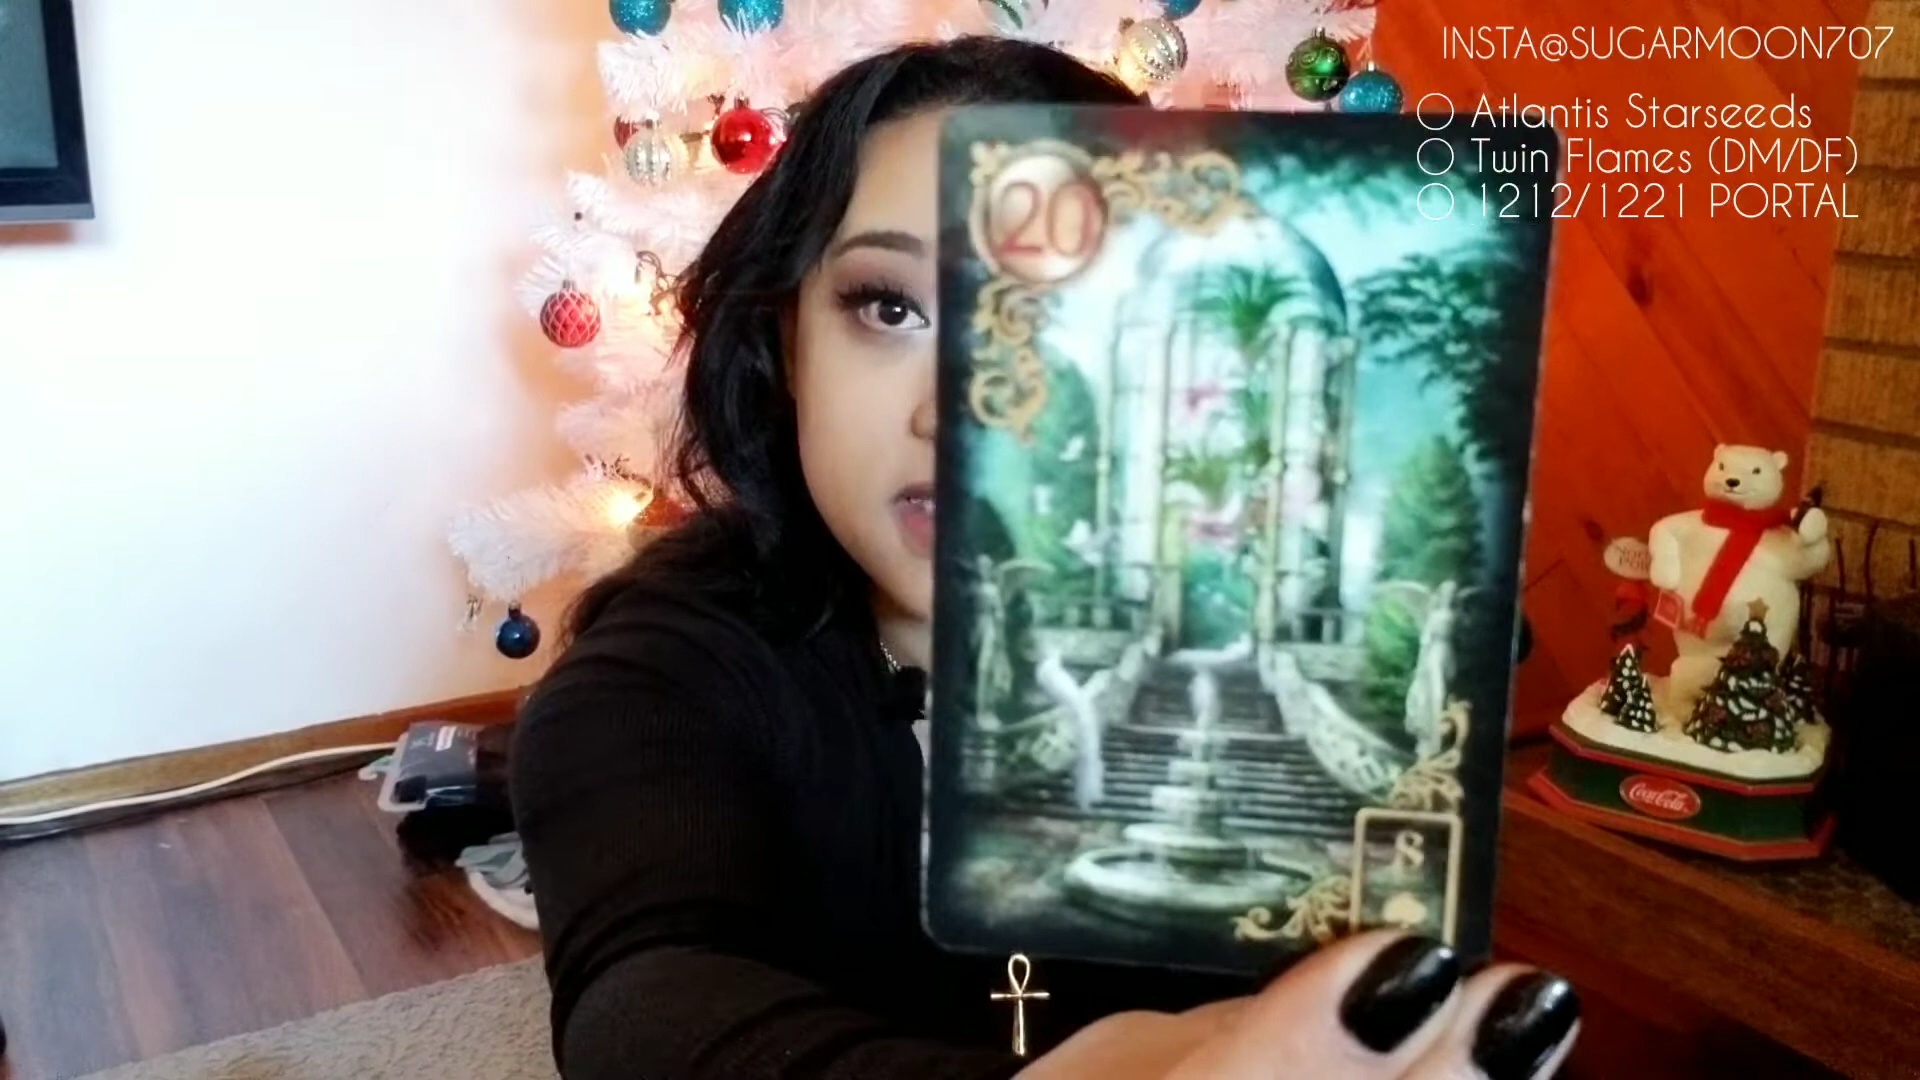 INSTA@SUGARMOON707
Atlantis Starseeds
Twin Flames (DM/DF)
1212/1221 PORTAL
20
8
Coca-Cola